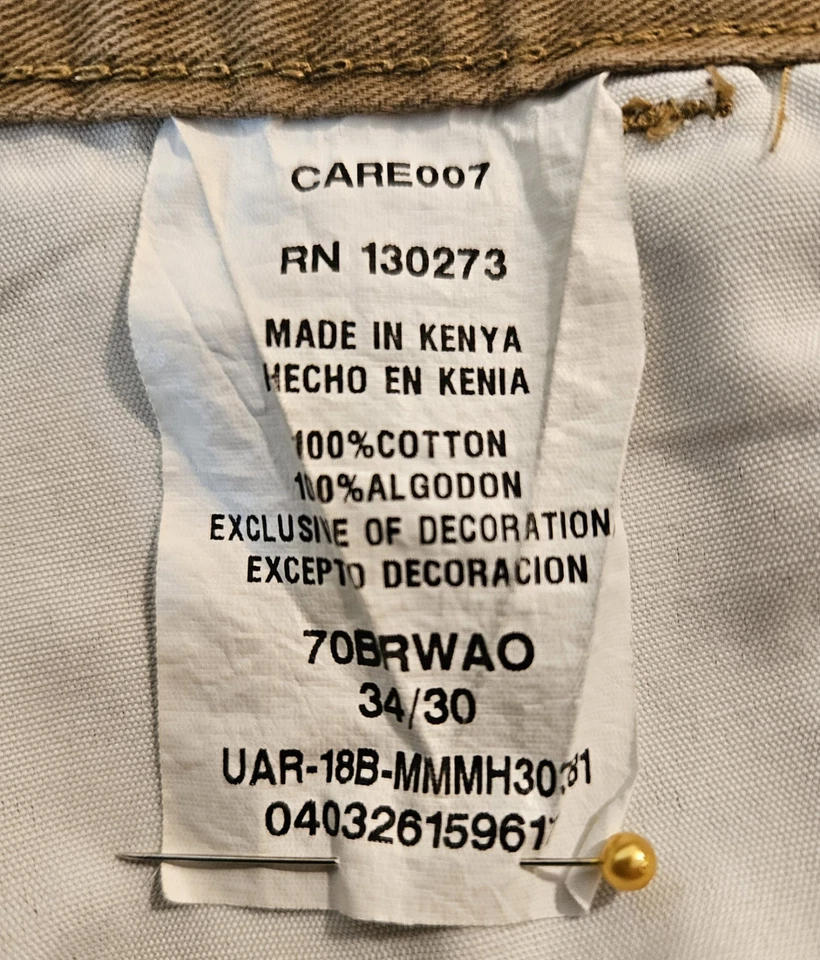 CARE007
RN 130273
MADE IN KENYA
HECHO EN KENIA
100%COTTON
100%ALGODON
EXCLUSIVE OF DECORATION
EXCEPTO DECORACION
70BRWAO
34/30